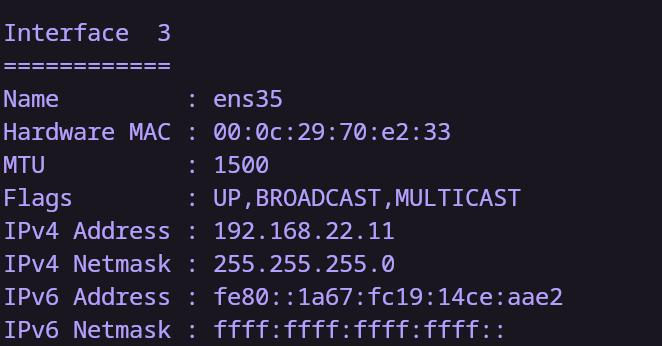 Interface  3
============
Name         : ens35
Hardware MAC : 00:0c:29:70:e2:33
MTU          : 1500
Flags        : UP,BROADCAST,MULTICAST
IPv4 Address : 192.168.22.11
IPv4 Netmask : 255.255.255.0
IPv6 Address : fe80::1a67:fc19:14ce:aae2
IPv6 Netmask : ffff:ffff:ffff:ffff::